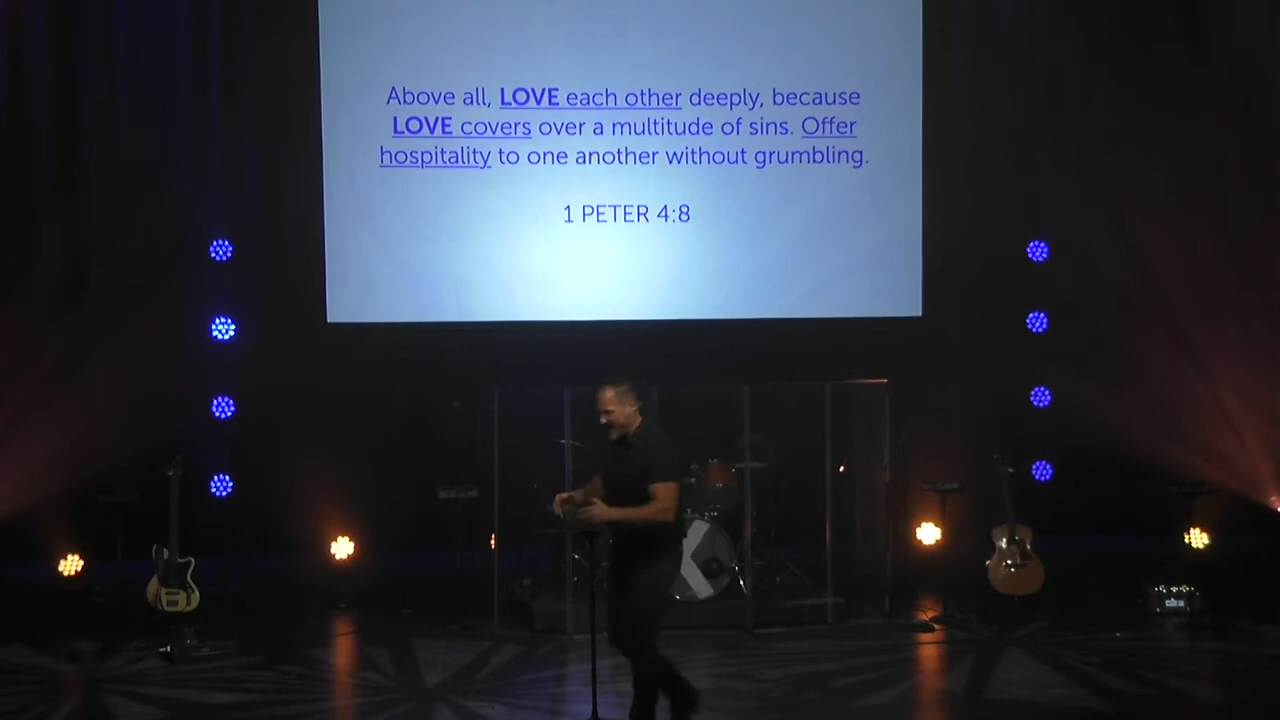 Above all, LOVE each other deeply, because
LOVE covers over a multitude of sins. Offer
hospitality to one another without grumbling.
1 PETER 4:8